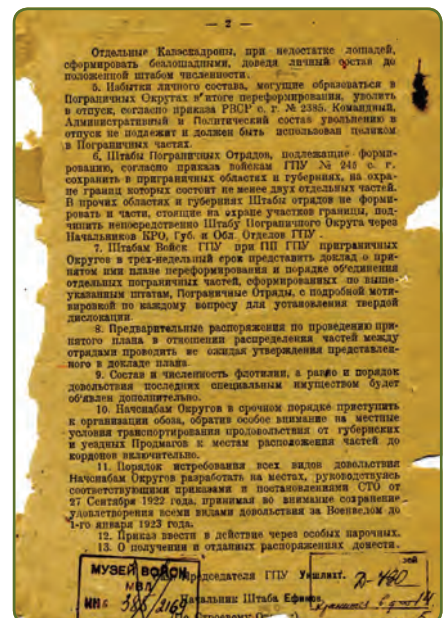 — 2 —
Отдельные Кавэскадроны, при недостатке лошадей,
сформировать безлошадными, доведя личный состав до
положенной штабом численности.
5. Избытки личного состава, могущие образоваться в
Пограничных Округах в итоге переформирования, уволить
в отпуск, согласно приказа РВСР с. г. № 2385. Командный,
Административный и Политический состав увольнению в
отпуск не подлежит и должен быть использован целиком
в Пограничных частях.
6. Штабы Пограничных Отрядов, подлежащие форми-
рованию, согласно приказа войскам ГПУ № 245 с. г.
сохранить в приграничных областях и губерниях, на охра-
не границ которых состоит не менее двух отдельных частей.
В прочих областях и губерниях Штабы отрядов не форми-
ровать и части, стоящие на охране участков границы, под-
чинить непосредственно Штабу Пограничного Округа через
Начальников КРО, Губ. и Обл. Отделов ГПУ.
7. Штабам Войск ГПУ при ПП ГПУ приграничных
Округов в трех-недельный срок представить доклад о при-
нятом ими плане переформирования и порядке об'единения
отдельных пограничных частей, сформированных по выше-
указанным штатам, Пограничные Отряды, с подробной моти-
вировкой по каждому вопросу для установления твердой
дислокации.
8. Предварительные распоряжения по проведению при-
нятого плана в отношении распределения частей между
отрядами проводить не ожидая утверждения представлен-
ного в докладе плана.
9. Состав и численность флотилии, а равно и порядок
довольствия последних специальным имуществом будет
об'явлен дополнительно.
10. Начснабам Округов в срочном порядке приступить
к организации обоза, обратив особое внимание на местные
условия транспортирования продовольствия от губернских
и уездных Продмагов к местам расположения частей до
кордонов включительно.
11. Порядок истребования всех видов довольствия
Начснабам Округов разработать на местах, руководствуясь
соответствующими приказами и постановлениями СТО от
27 Сентября 1922 года, принимая во внимание сохранение
удовлетворения всеми видами довольствия за Военведом до
1-го января 1923 года.
12. Приказ ввести в действие через особых нарочных.
13. О получении и отданных распоряжениях донести.
МУЗЕЙ ВОЙСК
МВД
ИНВ 385/2169
Председателя ГПУ Уншлихт.
Д-480
Начальник Штаба Ефимов.